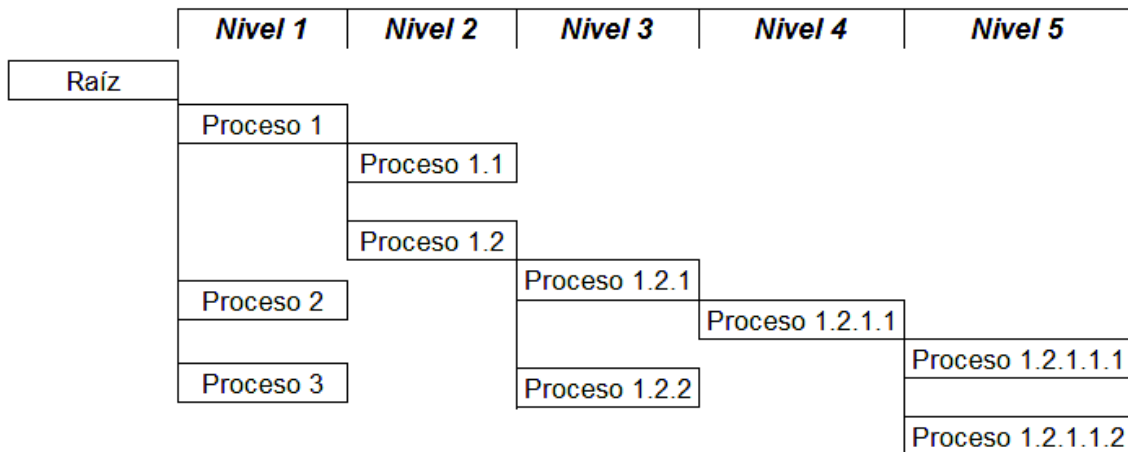 Nivel 1 Nivel 2 Nivel 3 Nivel 4 Nivel 5
Raíz
Proceso 1
Proceso 1.1
Proceso 1.2
Proceso 1.2.1
Proceso 2
Proceso 1.2.1.1
Proceso 1.2.1.1.1
Proceso 3
Proceso 1.2.2
Proceso 1.2.1.1.2